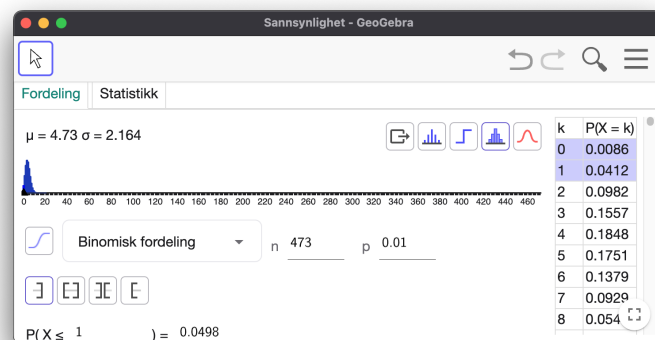 Sannsynlighet - GeoGebra
Fordeling Statistikk
μ = 4.73 σ = 2.164
0 20 40 60 80 100 120 140 160 180 200 220 240 260 280 300 320 340 360 380 400 420 440 460
Binomisk fordeling n 473 p 0.01
P( X ≤ 1 ) = 0.0498
k P(X = k)
0 0.0086
1 0.0412
2 0.0982
3 0.1557
4 0.1848
5 0.1751
6 0.1379
7 0.0929
8 0.054